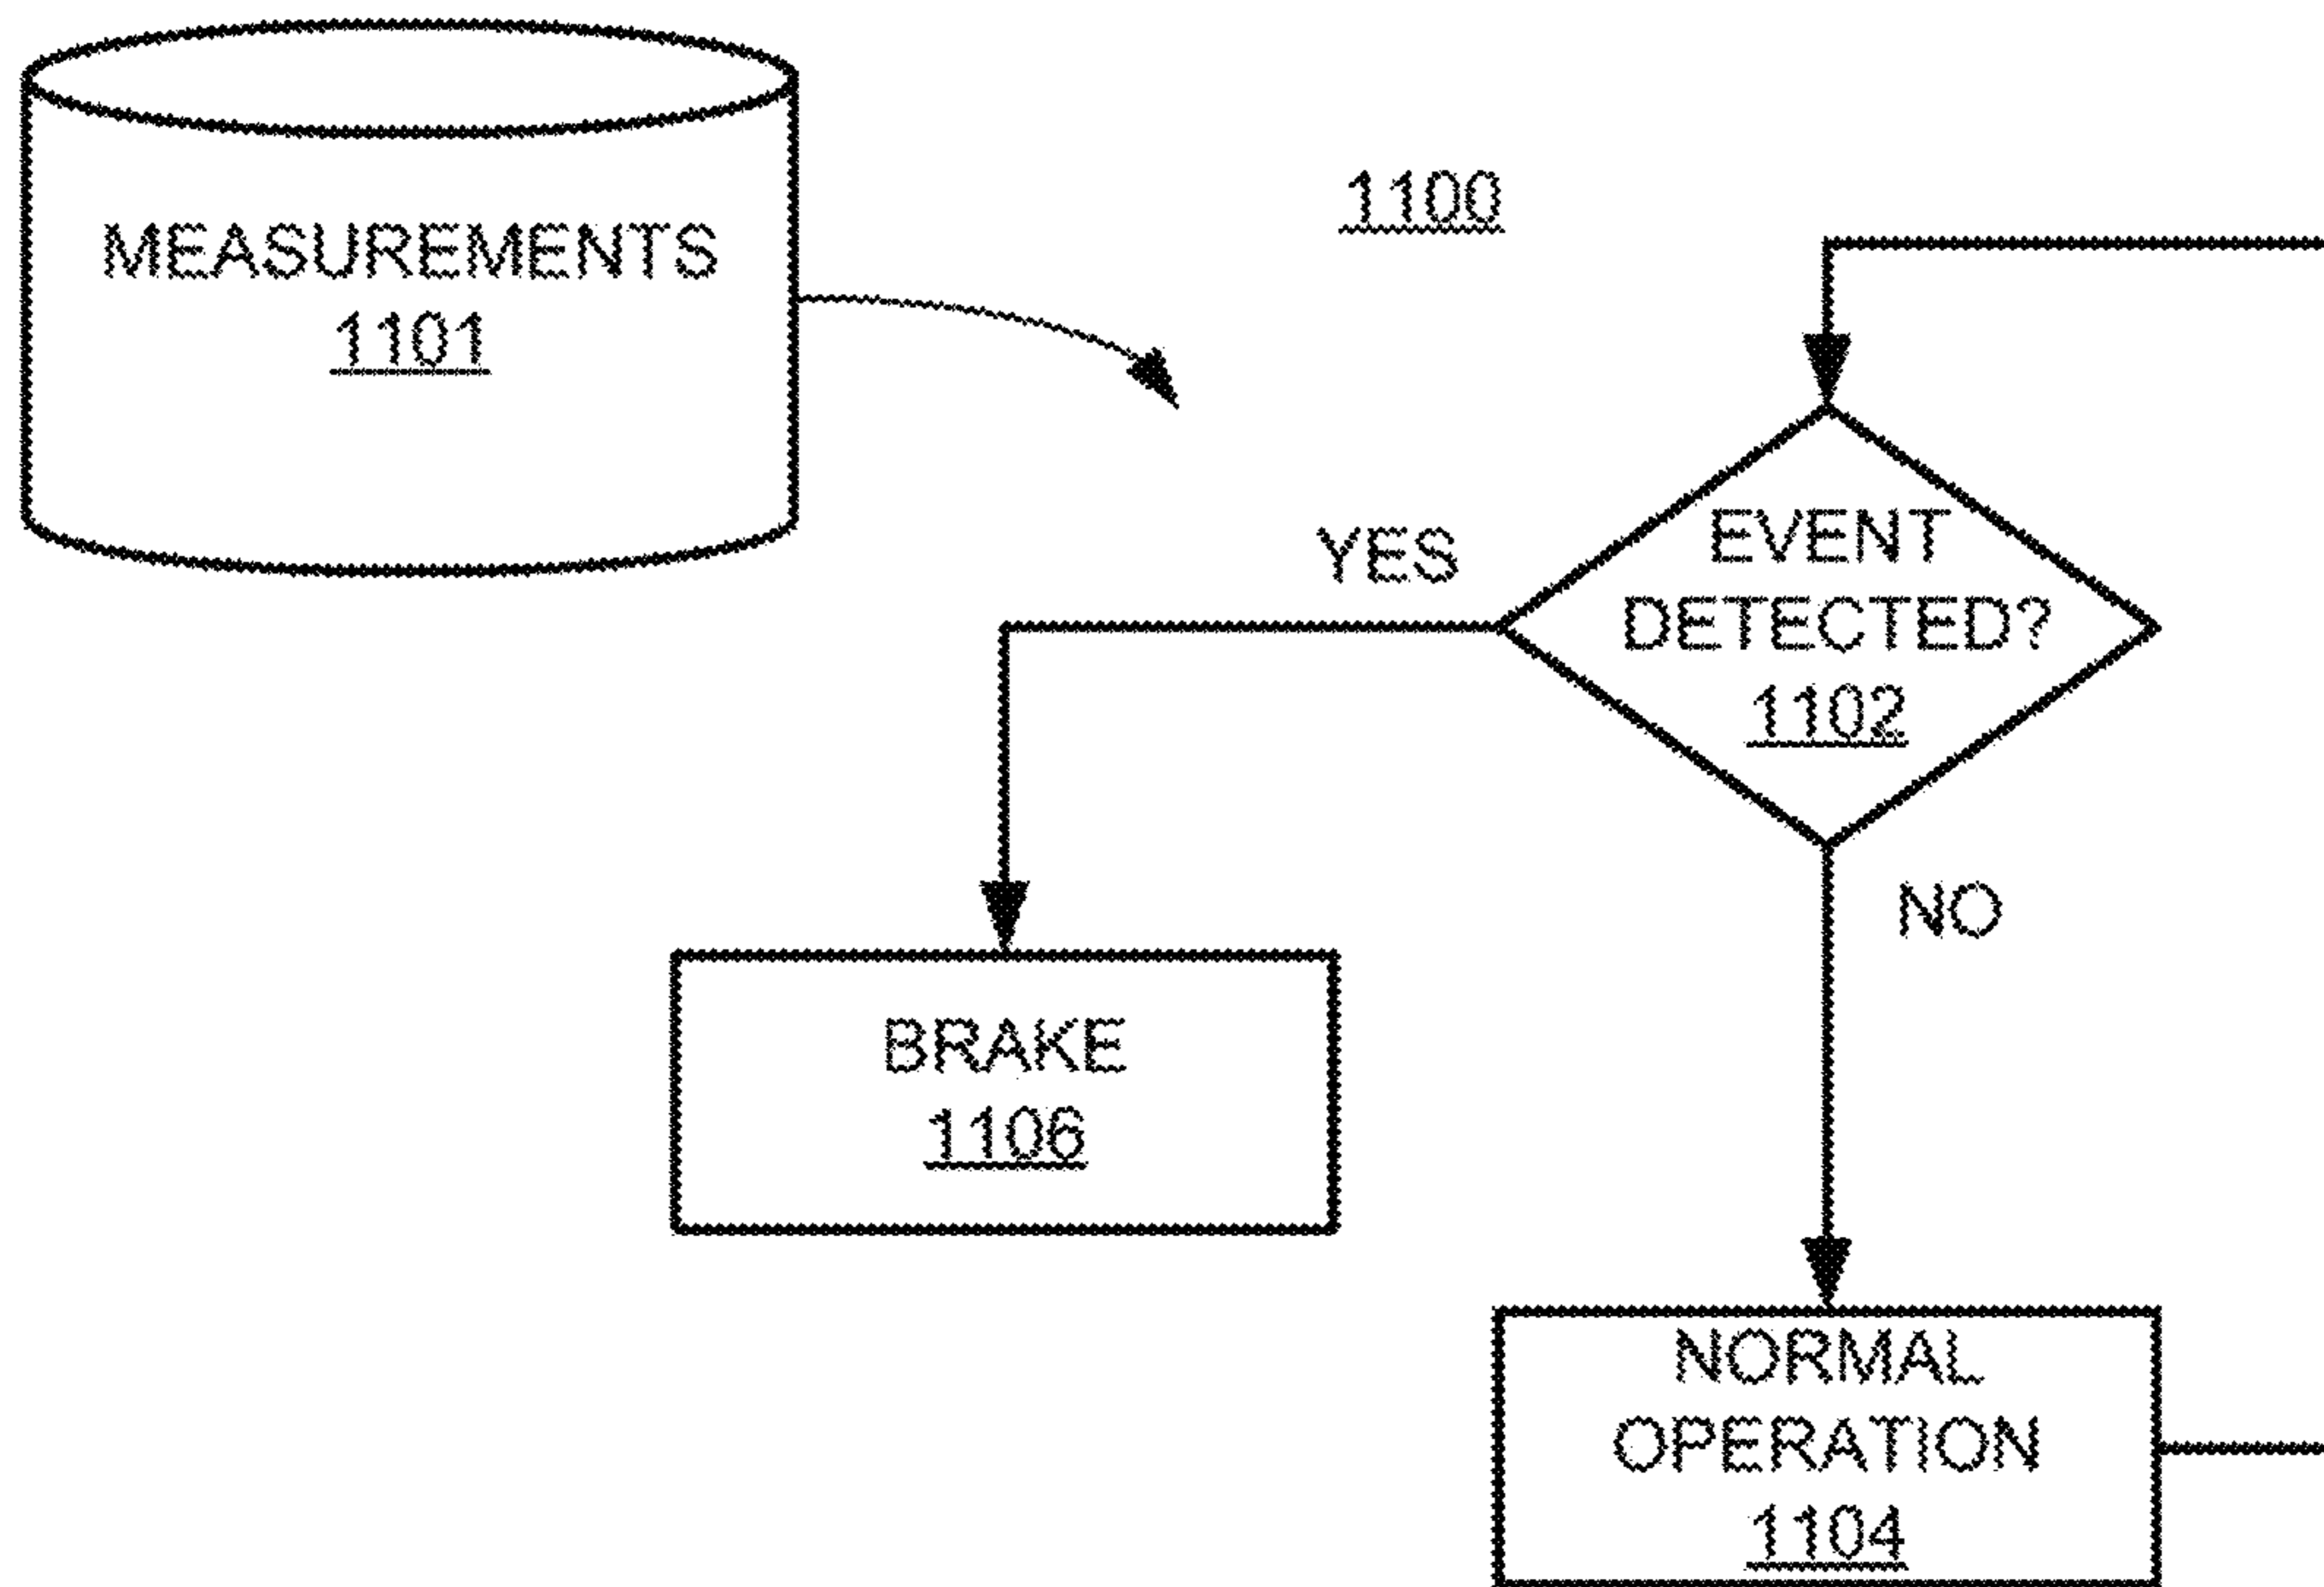 MEASUREMENTS
1101
1100
EVENT
DETECTED?
1102
YES
NO
BRAKE
1106
NORMAL
OPERATION
1104